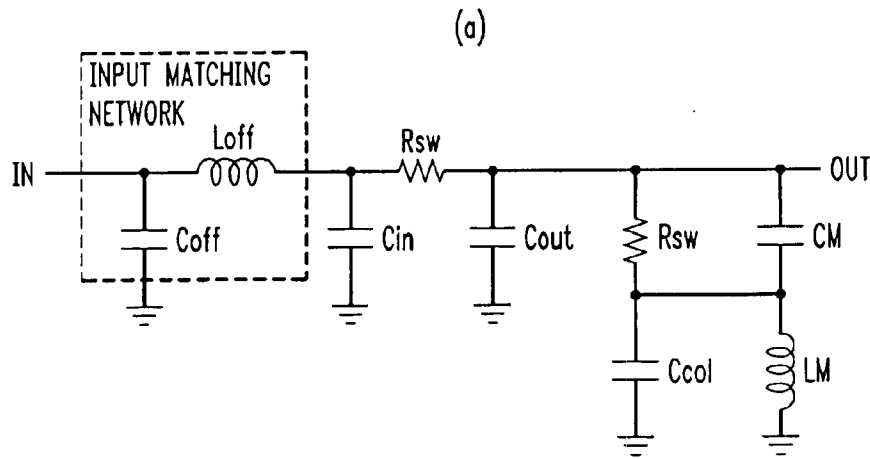 (a)
INPUT MATCHING
NETWORK
Loff
Rsw
IN
OUT
Coff
Cin
Cout
Rsw
CM
Ccol
LM